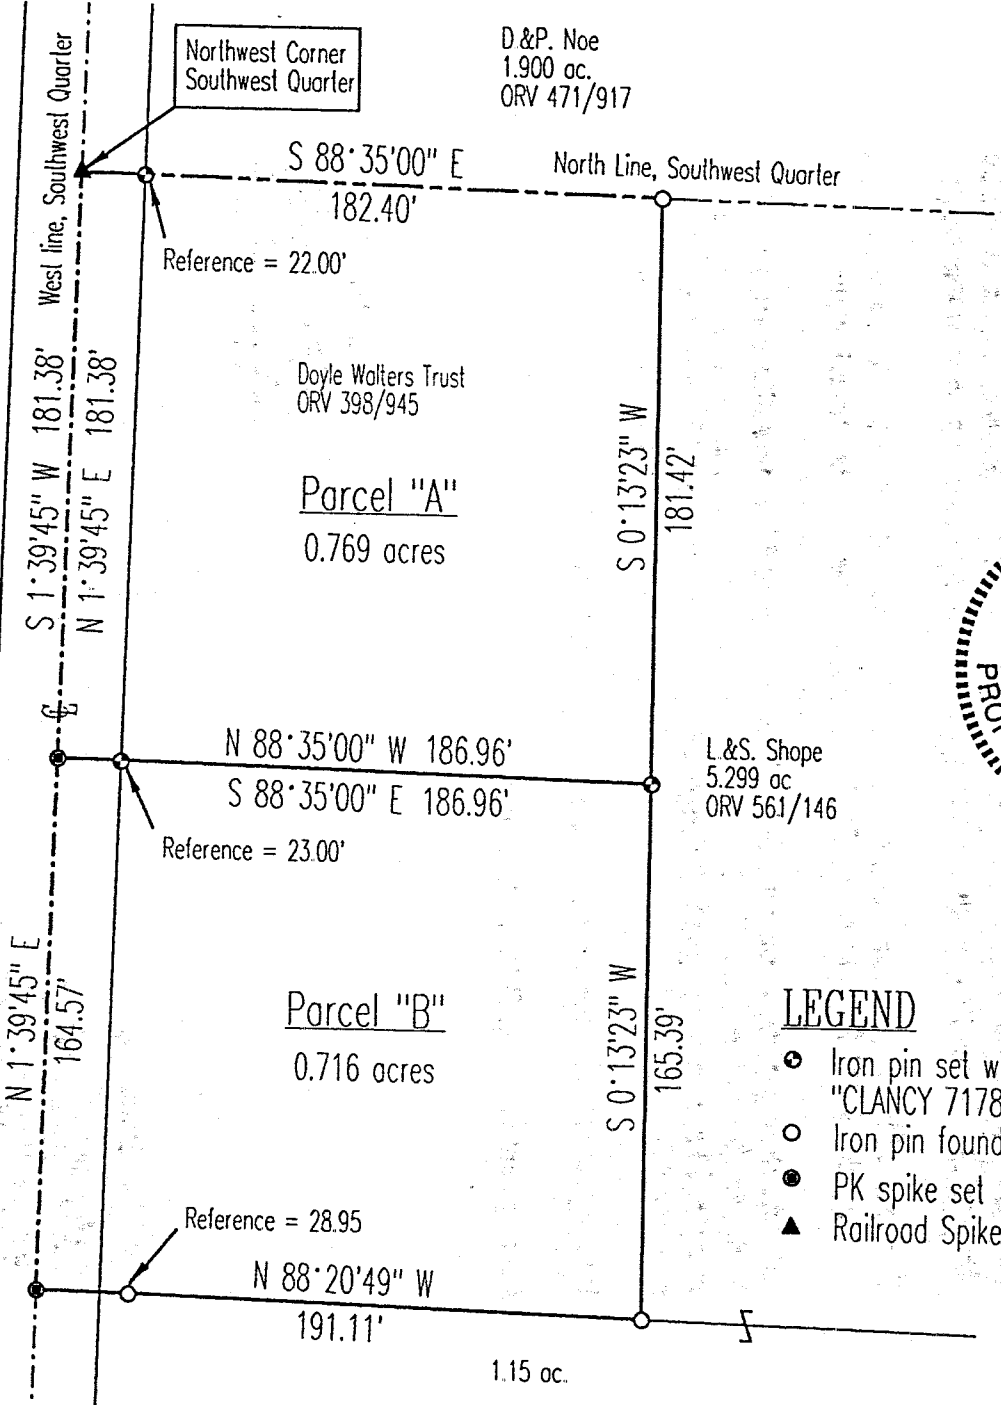 D.&P. Noe
1.900 ac.
ORV 471/917
Northwest Corner
Southwest Quarter
West line, Southwest Quarter
S 88°35'00" E
182.40'
North Line, Southwest Quarter
Reference = 22.00'
S 1°39'45" W 181.38'
N 1°39'45" E 181.38'
Doyle Walters Trust
ORV 398/945
Parcel "A"
0.769 acres
S 0°13'23" W
181.42'
N 88°35'00" W 186.96'
S 88°35'00" E 186.96'
Reference = 23.00'
L.&S. Shope
5.299 ac
ORV 561/146
N 1°39'45" E
164.57'
Parcel "B"
0.716 acres
S 0°13'23" W
165.39'
LEGEND
Iron pin set w
"CLANCY 7178
Iron pin found
PK spike set
Railroad Spike
Reference = 28.95
N 88°20'49" W
191.11'
1.15 ac.